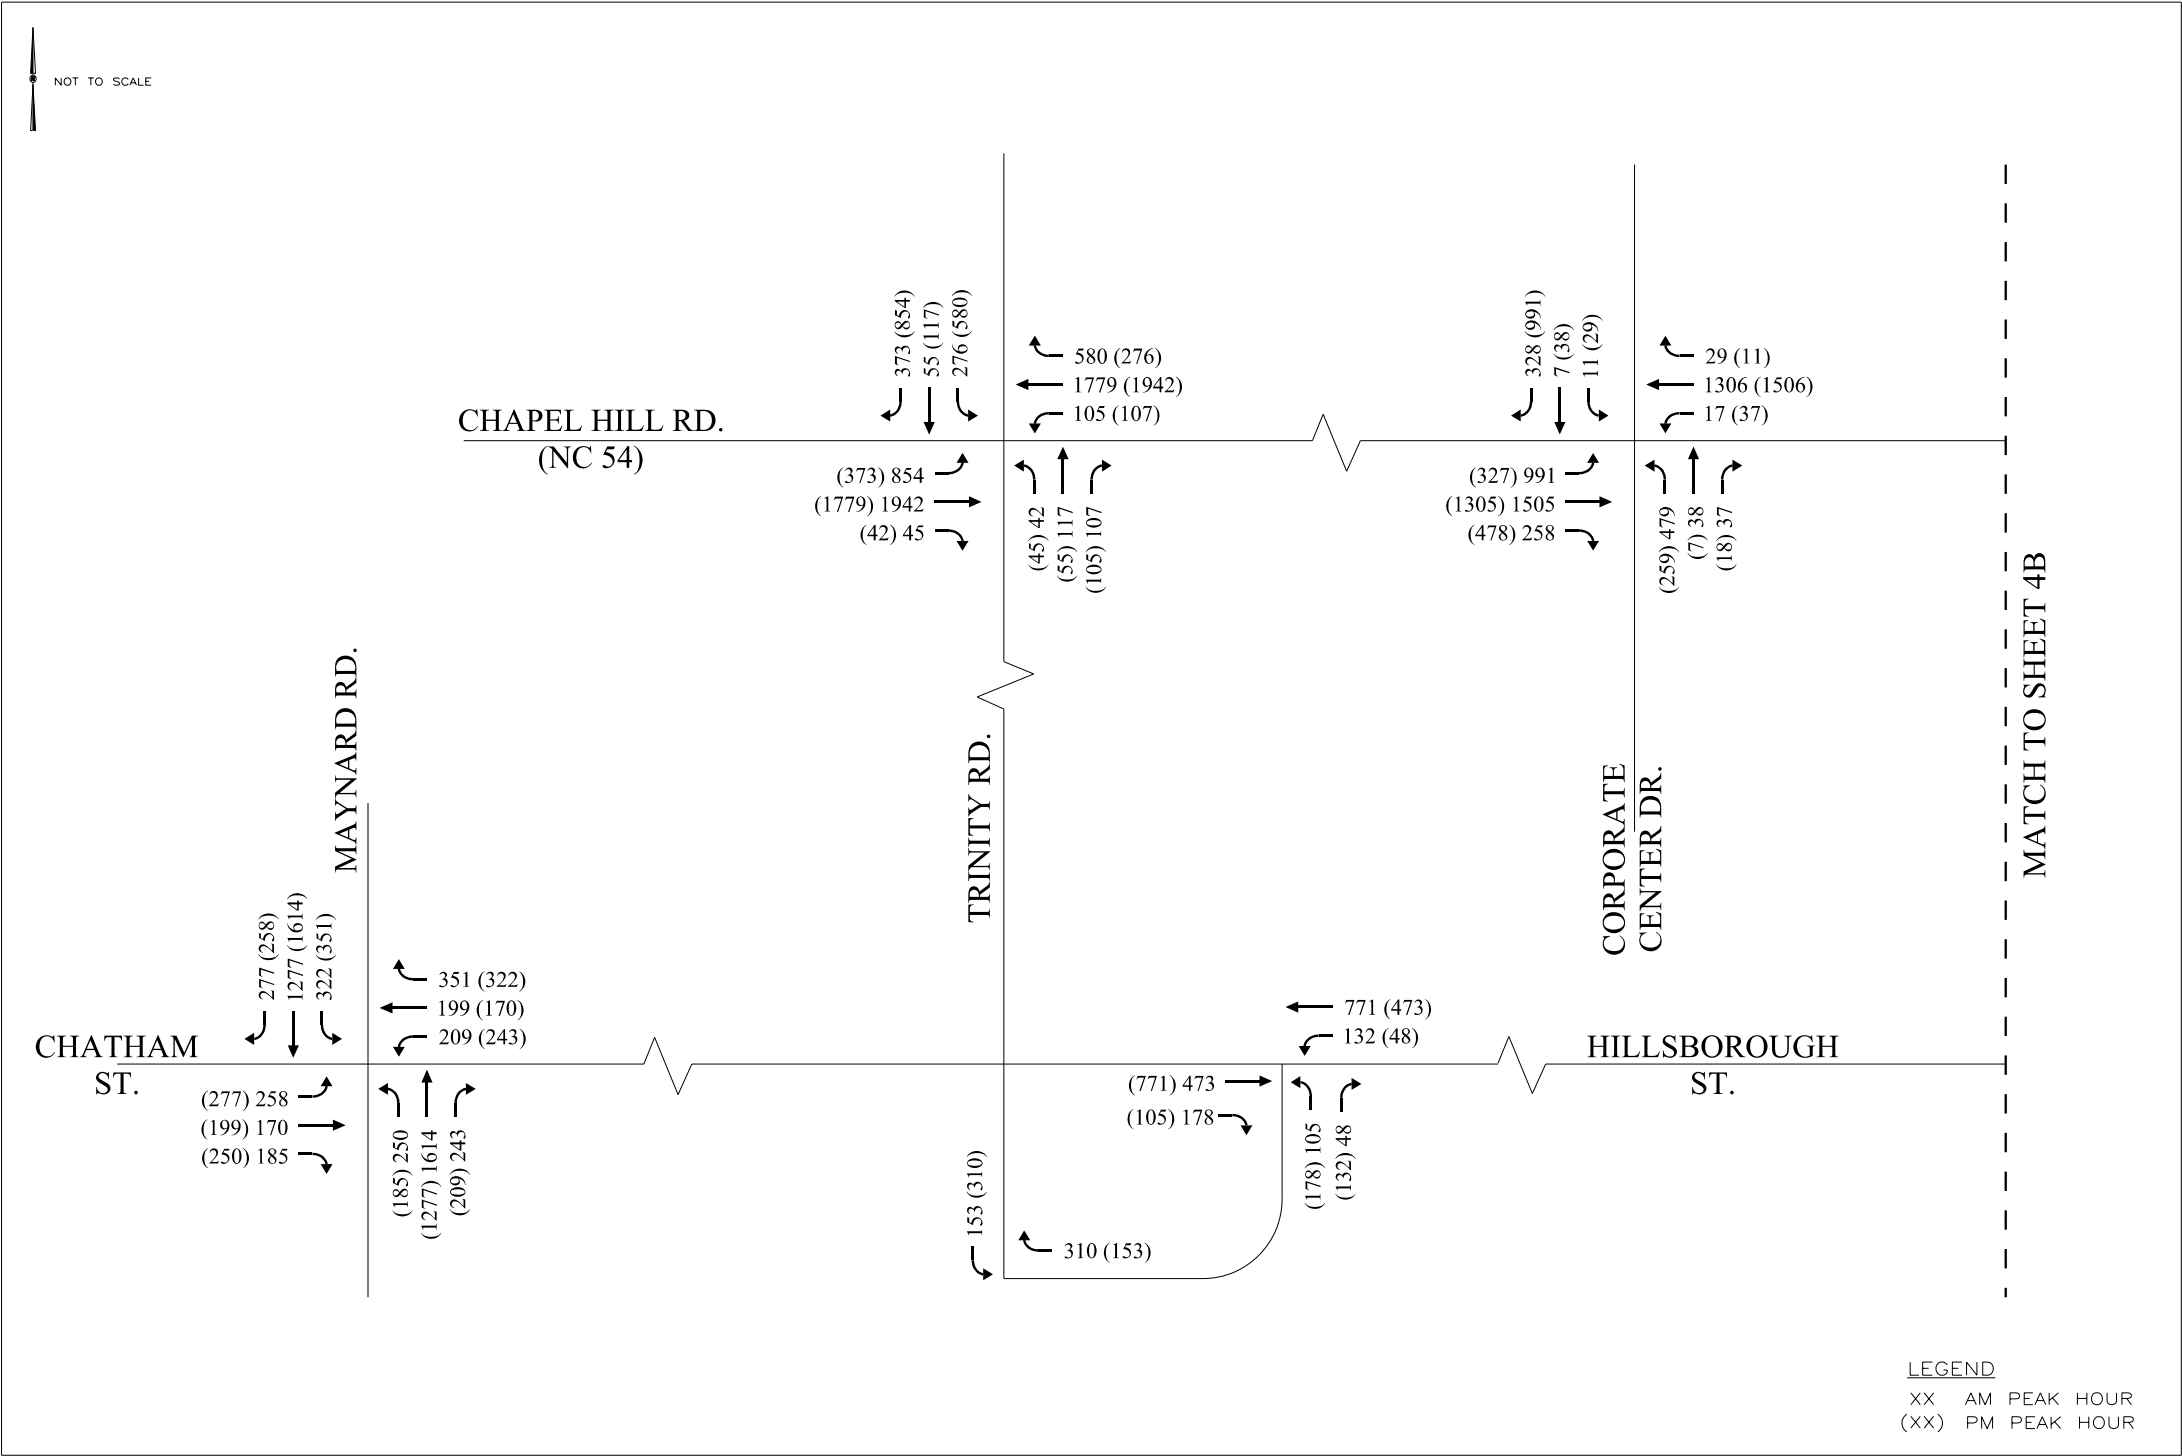 NOT TO SCALE
373 (854)
55 (117)
276 (580)
580 (276)
1779 (1942)
105 (107)
328 (991)
7 (38)
11 (29)
29 (11)
1306 (1506)
17 (37)
CHAPEL HILL RD.
(NC 54)
(373) 854
(1779) 1942
(42) 45
(45) 42
(55) 117
(105) 107
(327) 991
(1305) 1505
(478) 258
(259) 479
(7) 38
(18) 37
MATCH TO SHEET 4B
MAYNARD RD.
TRINITY RD.
CORPORATE
CENTER DR.
277 (258)
1277 (1614)
322 (351)
351 (322)
199 (170)
209 (243)
CHATHAM
ST.
(277) 258
(199) 170
(250) 185
(185) 250
(1277) 1614
(209) 243
771 (473)
132 (48)
HILLSBOROUGH
ST.
(771) 473
(105) 178
(178) 105
(132) 48
153 (310)
310 (153)
LEGEND
XX AM PEAK HOUR
(XX) PM PEAK HOUR